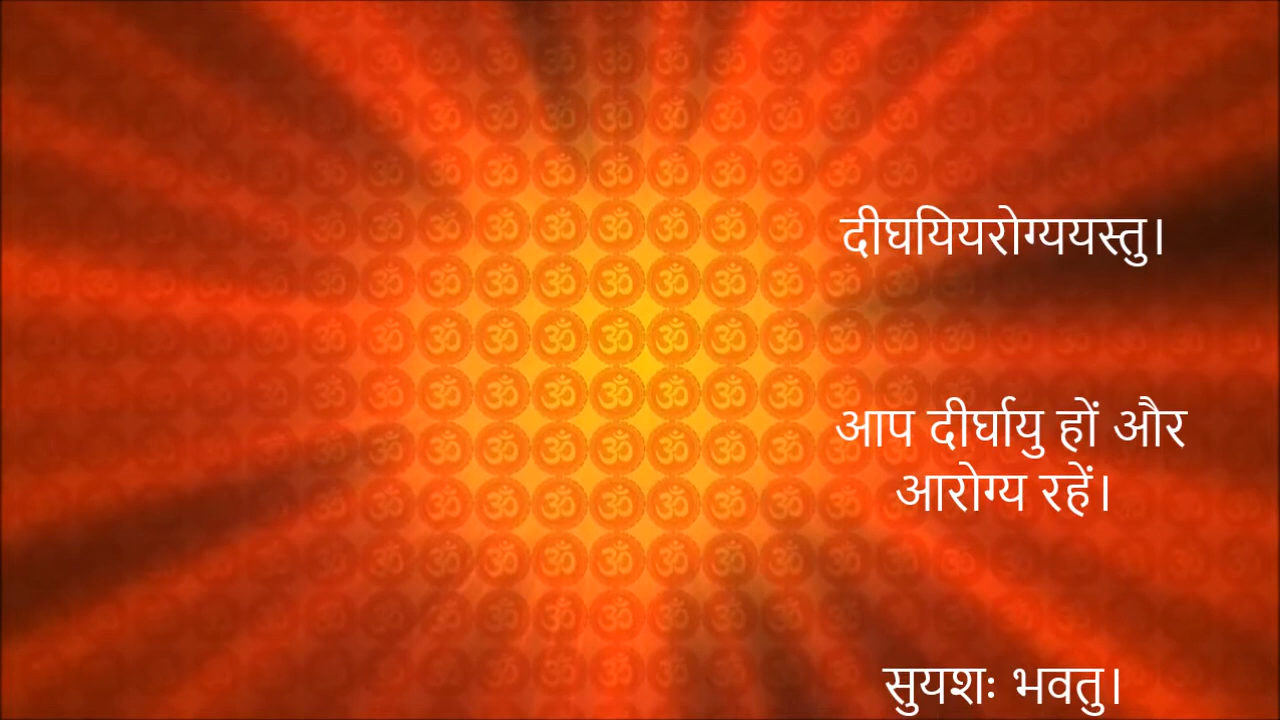 दीघयियरोग्ययस्तु।
आप दीर्घायु हों और
आरोग्य रहें।
सुयशः भवतु।